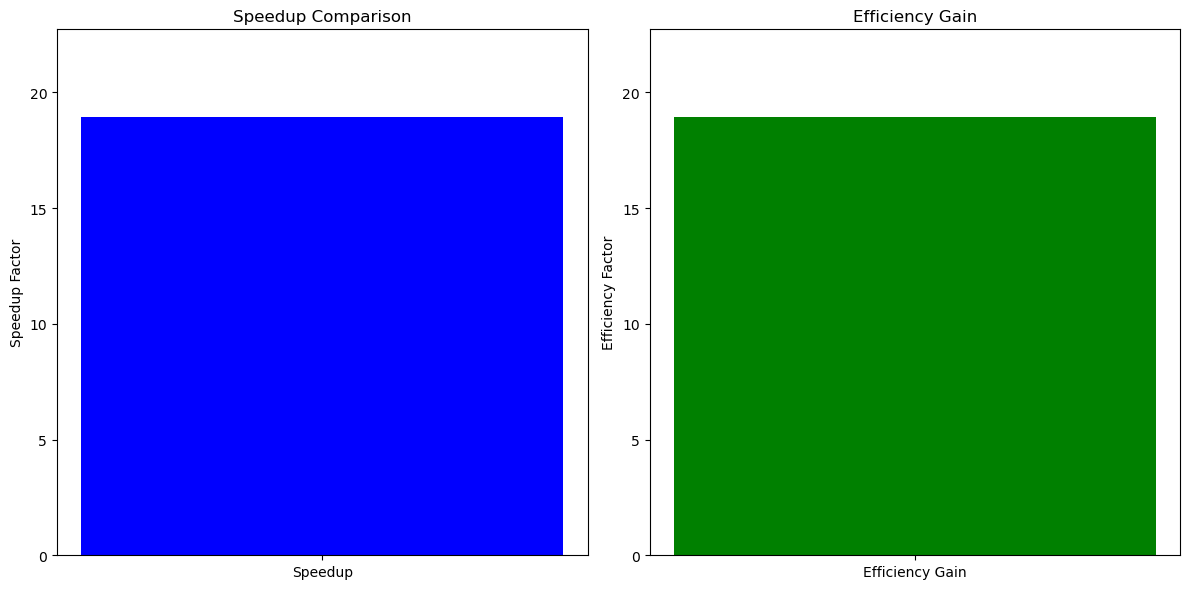 Speedup Comparison
Speedup Factor
20
15
10
5
0
Speedup
Efficiency Gain
Efficiency Factor
20
15
10
5
0
Efficiency Gain